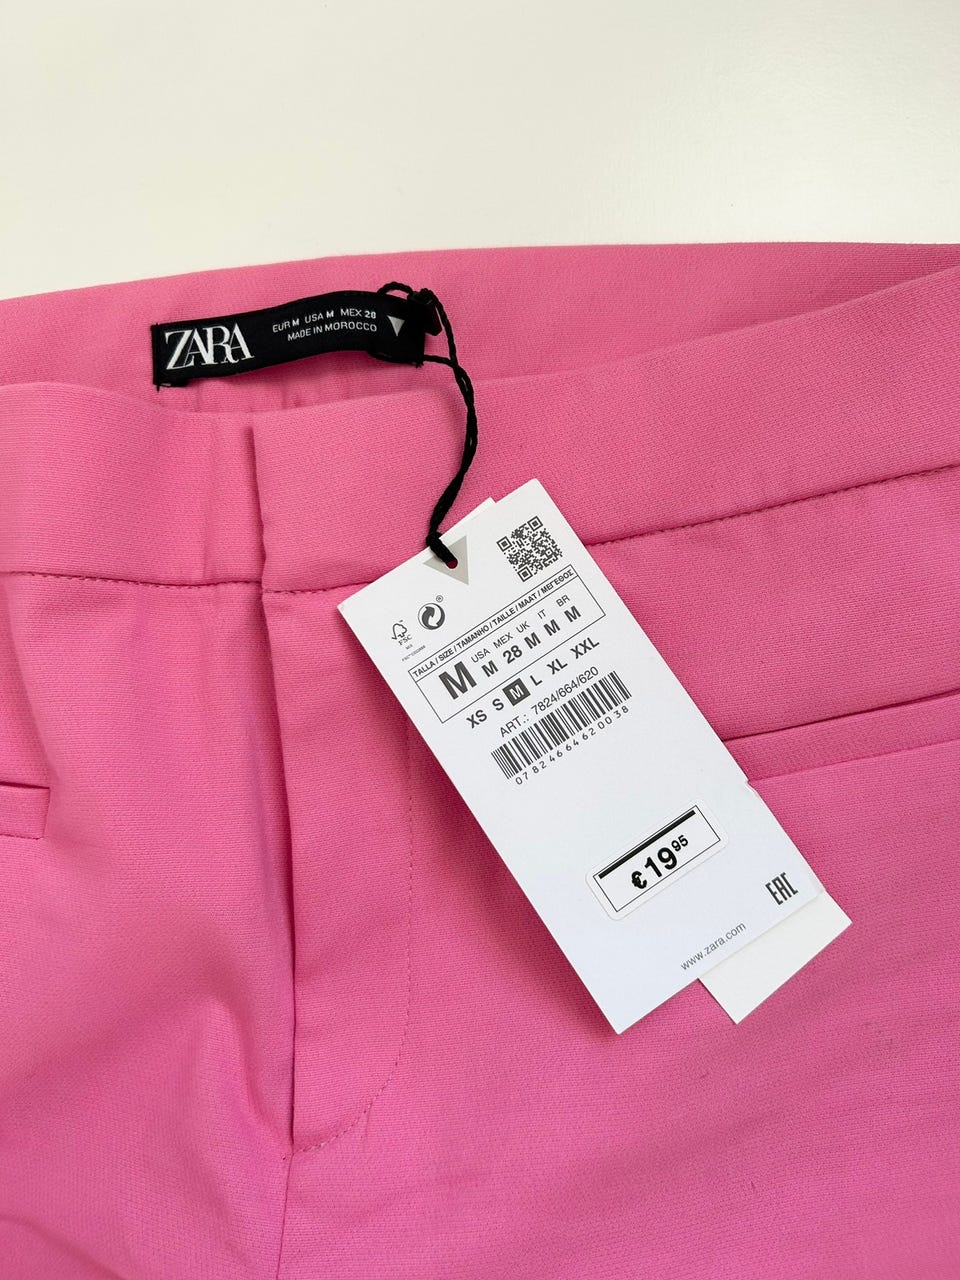 ZARA
EUR M USA M MEX 28
MADE IN MOROCCO
®
FSC
TALLA / SIZE / TAMANHO / TAILLE / MAAT / ΜΕΓΕΘΟΣ
M USA M MEX 28 UK M IT M BR M
XS S M L XL XXL
ART.: 7824/664/620
07824664620038
€ 19 95
EAC
www.zara.com